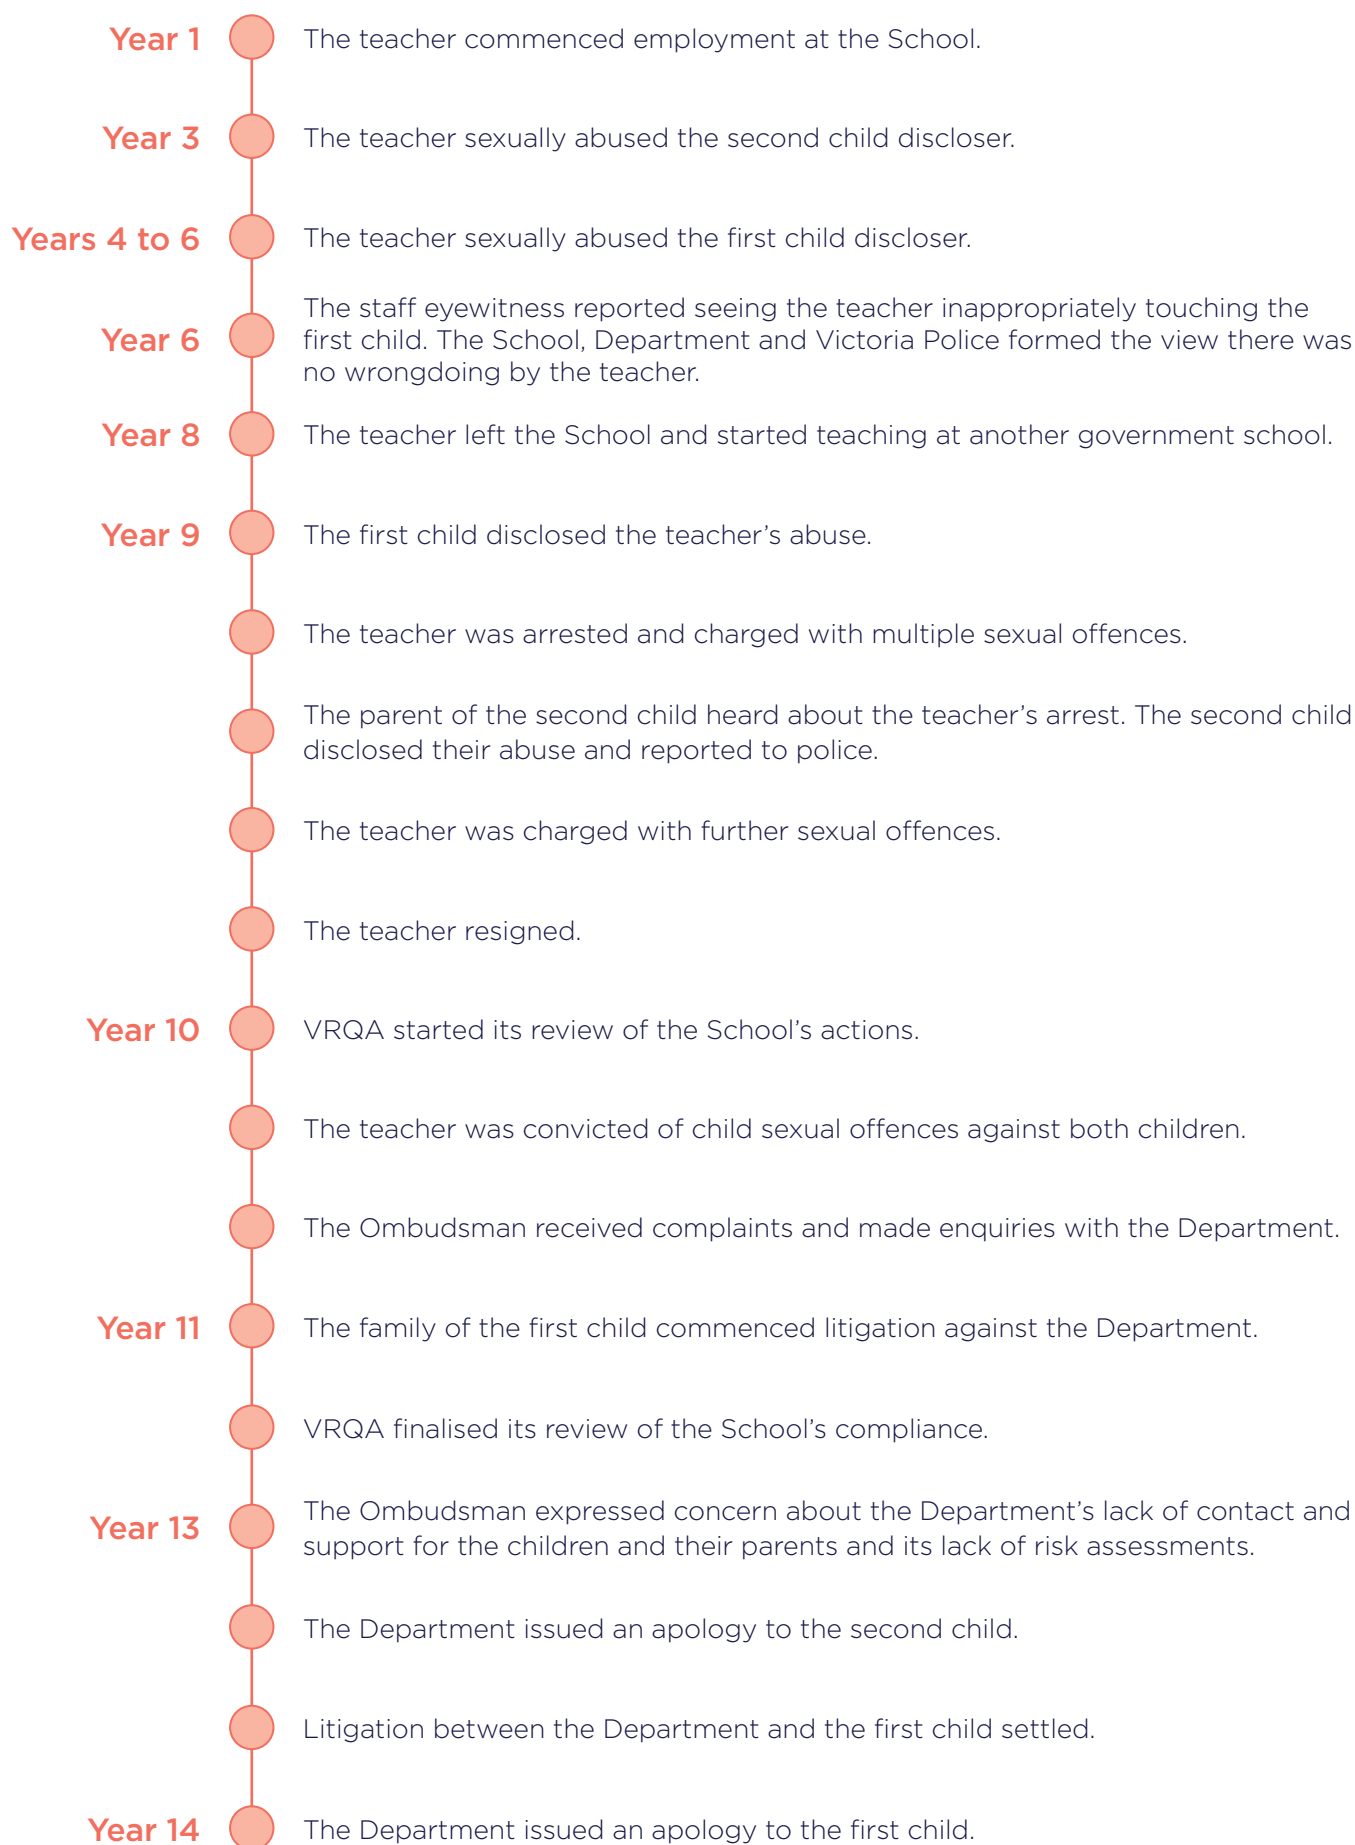 Year 1
The teacher commenced employment at the School.
Year 3
The teacher sexually abused the second child discloser.
Years 4 to 6
The teacher sexually abused the first child discloser.
Year 6
The staff eyewitness reported seeing the teacher inappropriately touching the
first child. The School, Department and Victoria Police formed the view there was
no wrongdoing by the teacher.
Year 8
The teacher left the School and started teaching at another government school.
Year 9
The first child disclosed the teacher’s abuse.
The teacher was arrested and charged with multiple sexual offences.
The parent of the second child heard about the teacher’s arrest. The second child
disclosed their abuse and reported to police.
The teacher was charged with further sexual offences.
The teacher resigned.
Year 10
VRQA started its review of the School’s actions.
The teacher was convicted of child sexual offences against both children.
The Ombudsman received complaints and made enquiries with the Department.
Year 11
The family of the first child commenced litigation against the Department.
VRQA finalised its review of the School’s compliance.
Year 13
The Ombudsman expressed concern about the Department’s lack of contact and
support for the children and their parents and its lack of risk assessments.
The Department issued an apology to the second child.
Litigation between the Department and the first child settled.
Year 14
The Department issued an apology to the first child.